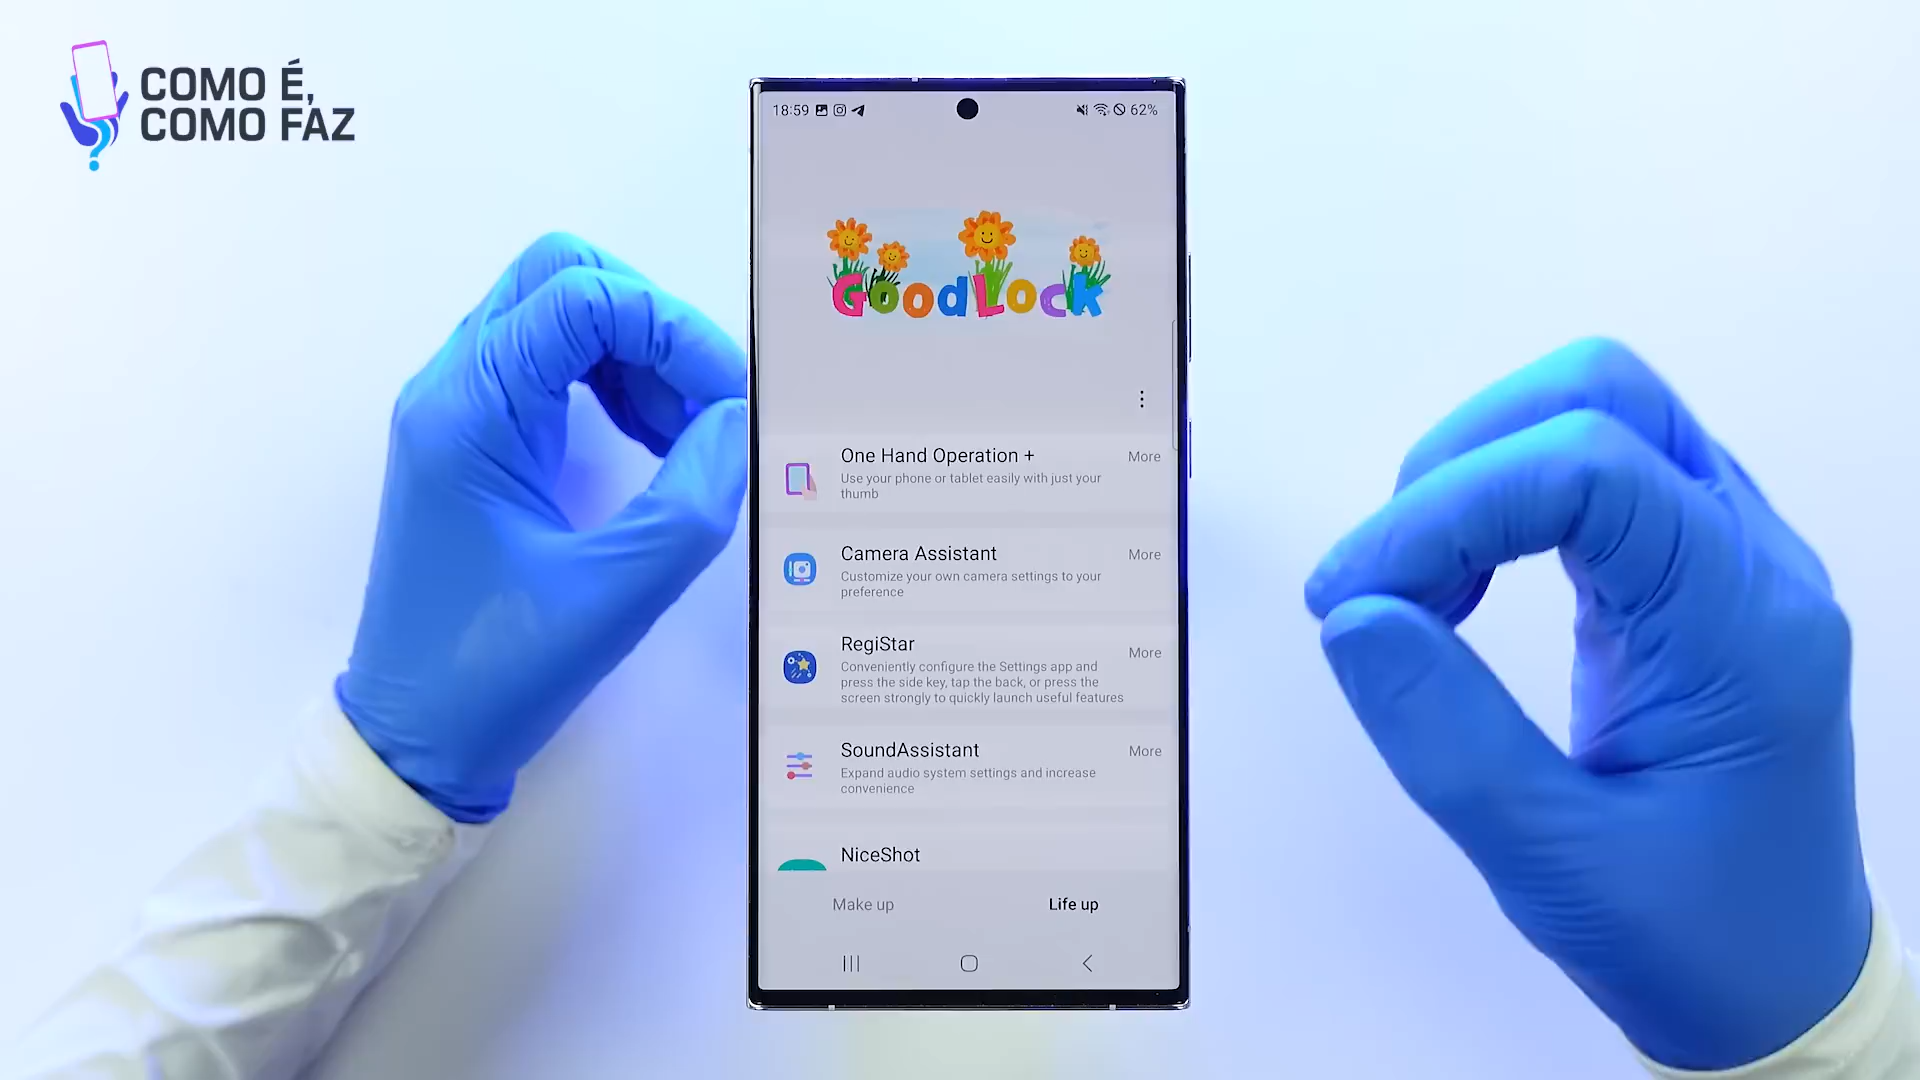 COMO É,
COMO FAZ
18:59
62%
GOODLOCK
One Hand Operation +
More
Use your phone or tablet easily with just your
thumb
Camera Assistant
More
Customize your own camera settings to your
preference
RegiStar
More
Conveniently configure the Settings app and
press the side key, tap the back, or press the
screen strongly to quickly launch useful features
SoundAssistant
More
Expand audio system settings and increase
convenience
NiceShot
Make up
Life up